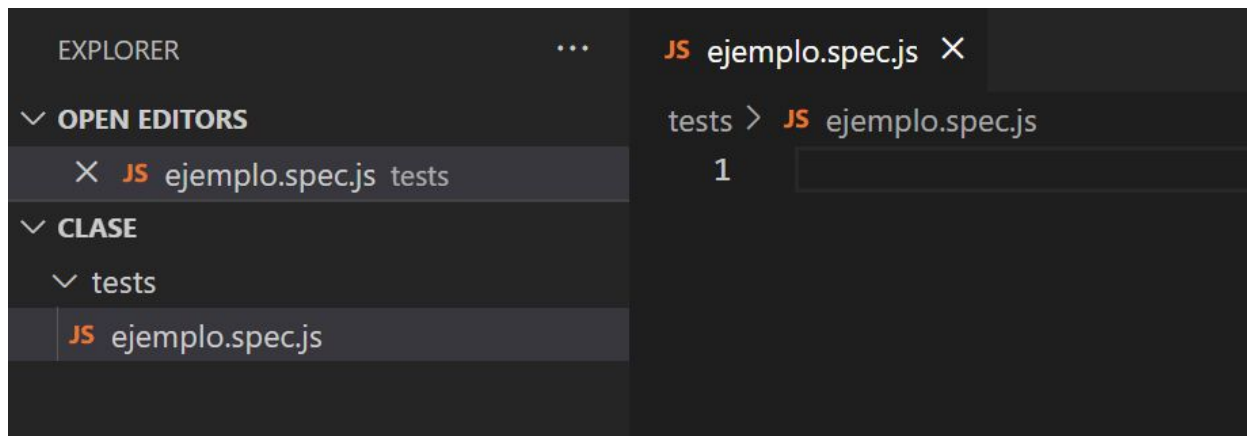 EXPLORER ···
OPEN EDITORS
JS ejemplo.spec.js tests
CLASE
tests
JS ejemplo.spec.js
JS ejemplo.spec.js
tests > JS ejemplo.spec.js
1